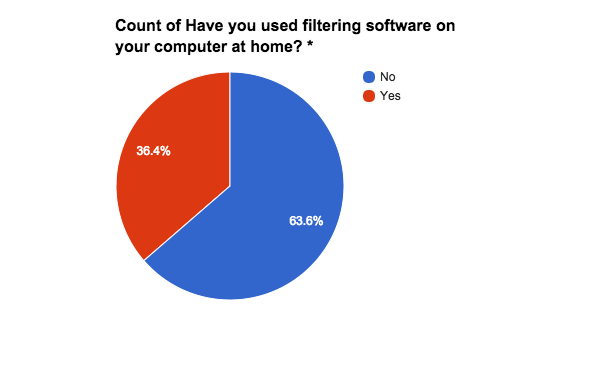 Count of Have you used filtering software on
your computer at home? *
No
Yes
36.4%
63.6%